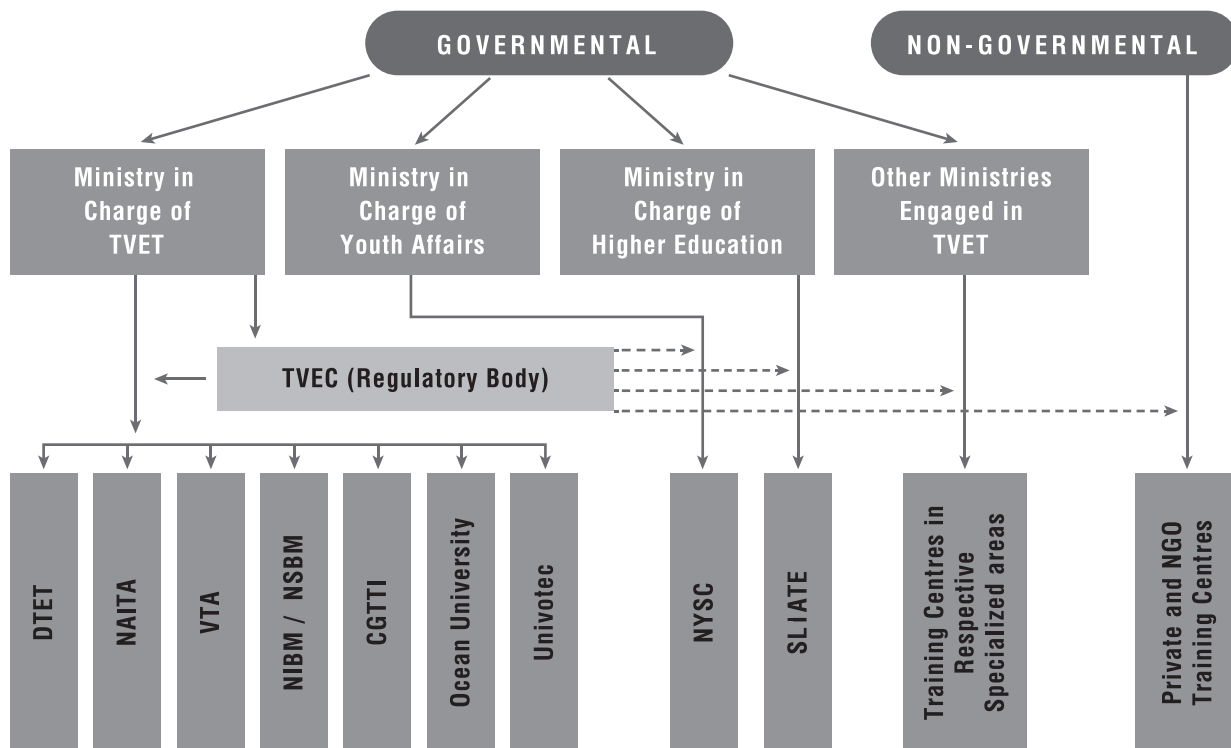 GOVERNMENTAL
NON-GOVERNMENTAL
Ministry in
Charge of
TVET
Ministry in
Charge of
Youth Affairs
Ministry in
Charge of
Higher Education
Other Ministries
Engaged in
TVET
TVEC (Regulatory Body)
DTET
NAITA
VTA
NIBM / NSBM
CGTTI
Ocean University
Univotec
NYSC
SLIATE
Training Centres in
Respective
Specialized areas
Private and NGO
Training Centres